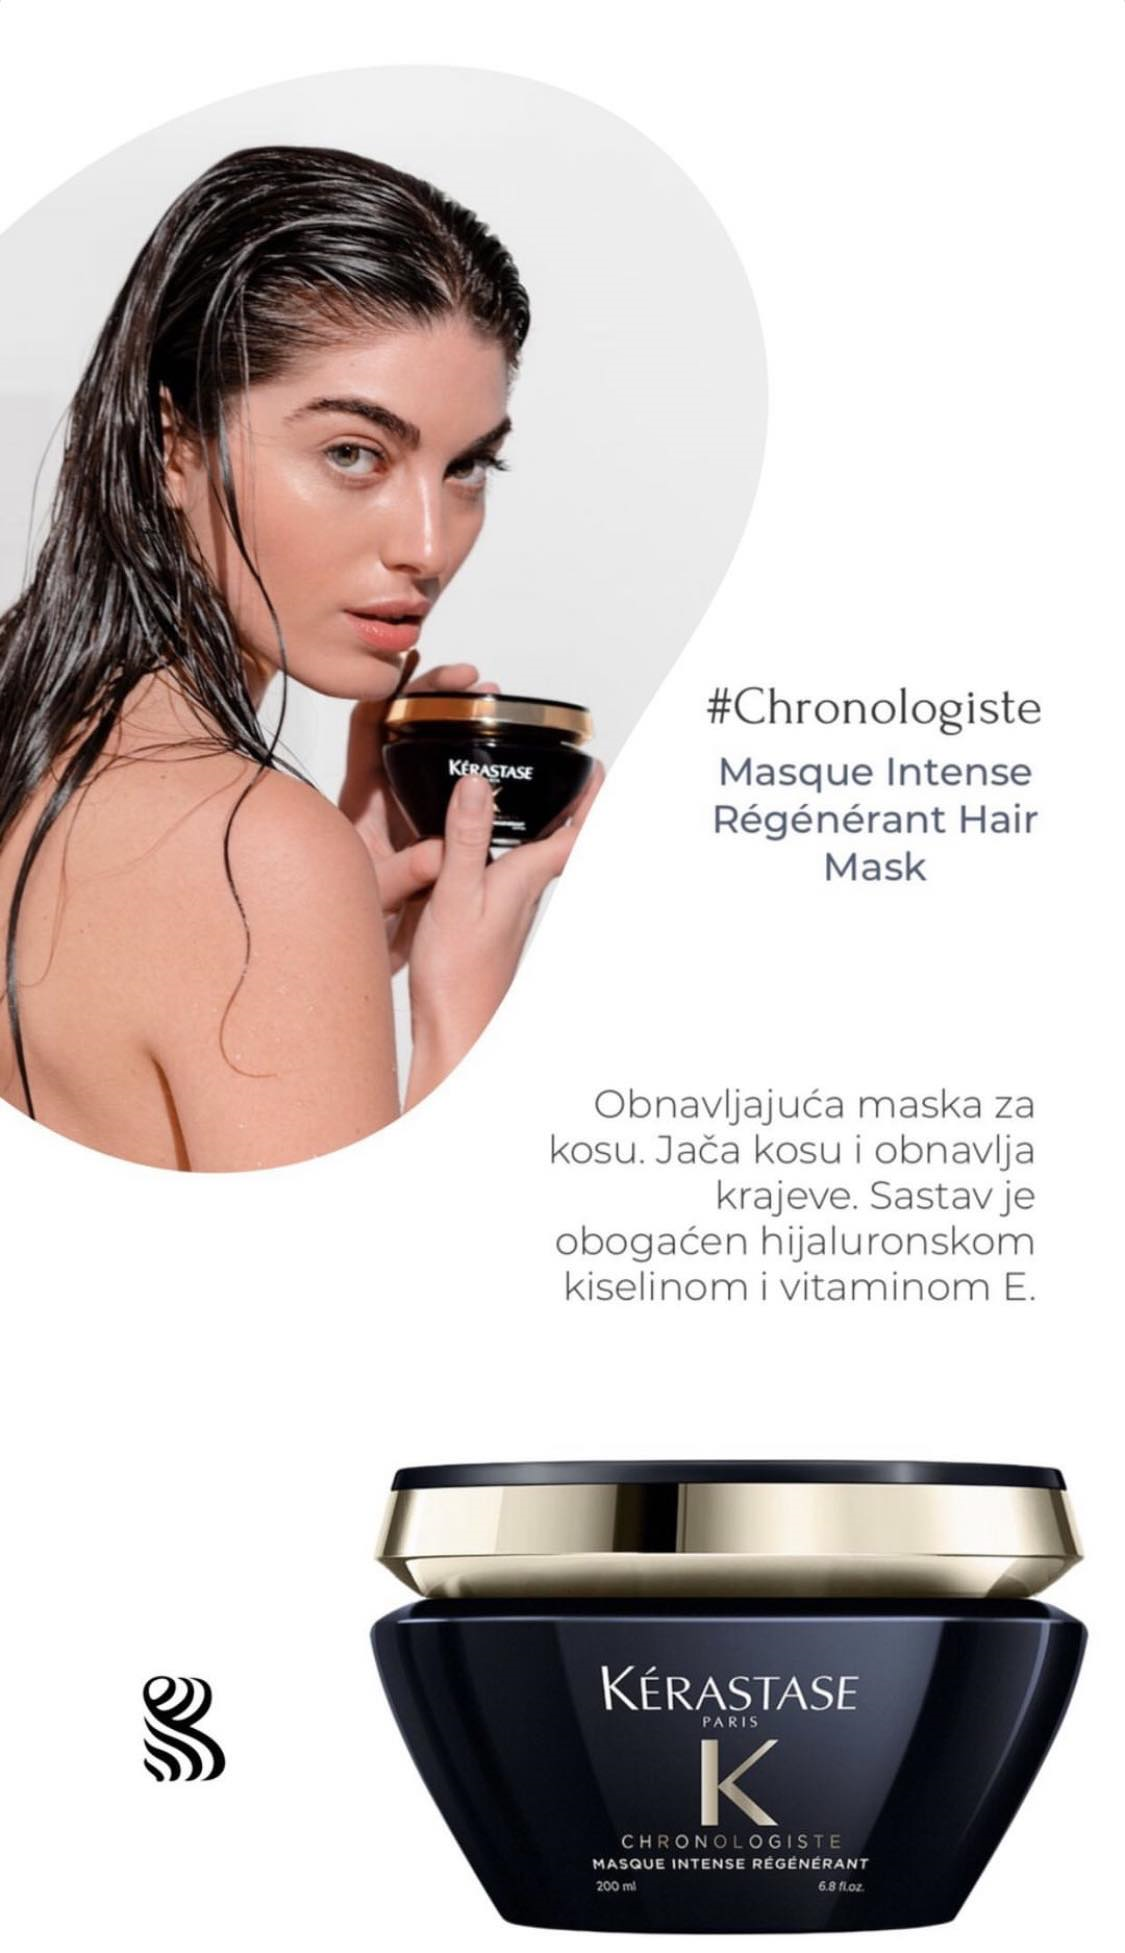 KÉRASTASE
#Chronologiste
Masque Intense
Régénérant Hair
Mask
Obnavljajuća maska za
kosu. Jača kosu i obnavlja
krajeve. Sastav je
obogaćen hijaluronskom
kiselinom i vitaminom E.
KÉRASTASE
PARIS
K
CHRONOLOGISTE
MASQUE INTENSE RÉGÉNÉRANT
200 ml 6.8 fl.oz.